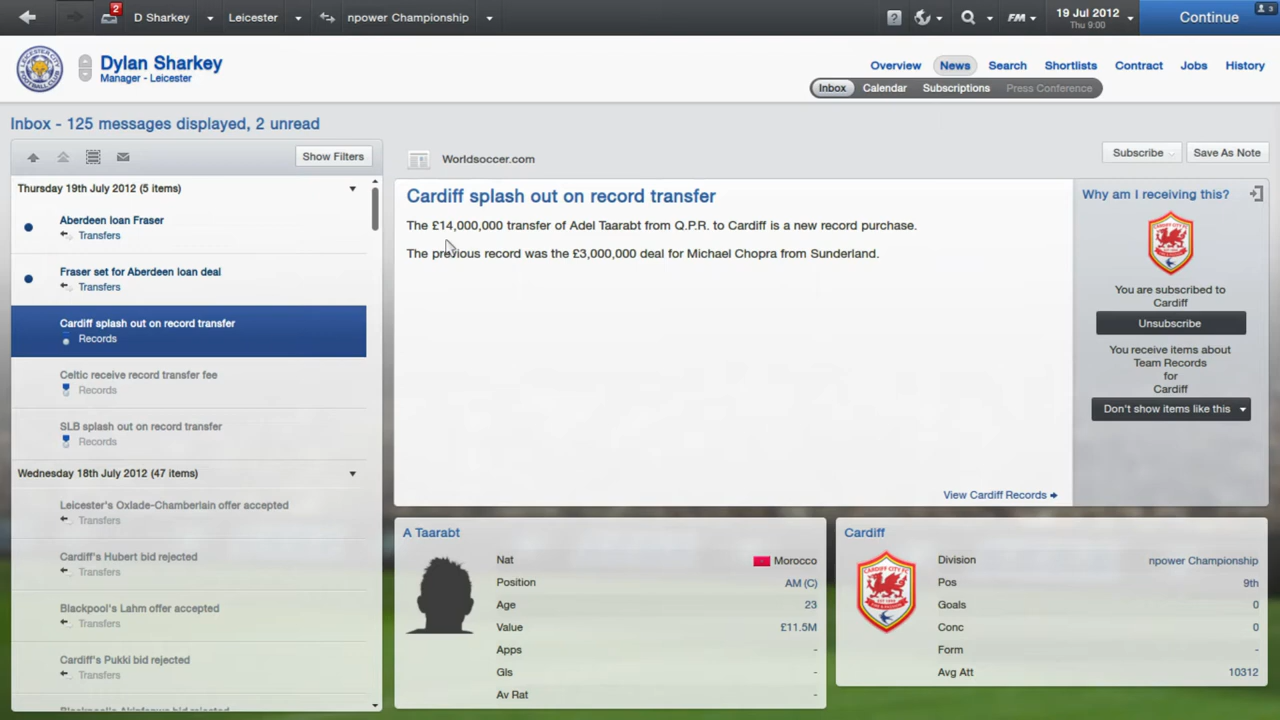 2
D Sharkey
Leicester
npower Championship
?
FM
19 Jul 2012
Thu 9:00
Continue
3
Dylan Sharkey
Manager - Leicester
Overview
News
Search
Shortlists
Contract
Jobs
History
Inbox
Calendar
Subscriptions
Press Conference
Inbox - 125 messages displayed, 2 unread
Show Filters
Thursday 19th July 2012 (5 items)
Aberdeen loan Fraser
Transfers
Fraser set for Aberdeen loan deal
Transfers
Cardiff splash out on record transfer
Records
Celtic receive record transfer fee
Records
SLB splash out on record transfer
Records
Wednesday 18th July 2012 (47 items)
Leicester's Oxlade-Chamberlain offer accepted
Transfers
Cardiff's Hubert bid rejected
Transfers
Blackpool's Lahm offer accepted
Transfers
Cardiff's Pukki bid rejected
Transfers
Worldsoccer.com
Subscribe
Save As Note
Cardiff splash out on record transfer
The £14,000,000 transfer of Adel Taarabt from Q.P.R. to Cardiff is a new record purchase.
The previous record was the £3,000,000 deal for Michael Chopra from Sunderland.
View Cardiff Records
Why am I receiving this?
You are subscribed to
Cardiff
Unsubscribe
You receive items about
Team Records
for
Cardiff
Don't show items like this
A Taarabt
Nat Morocco
Position AM (C)
Age 23
Value £11.5M
Apps -
Gls -
Av Rat -
Cardiff
Division npower Championship
Pos 9th
Goals 0
Conc 0
Form -
Avg Att 10312